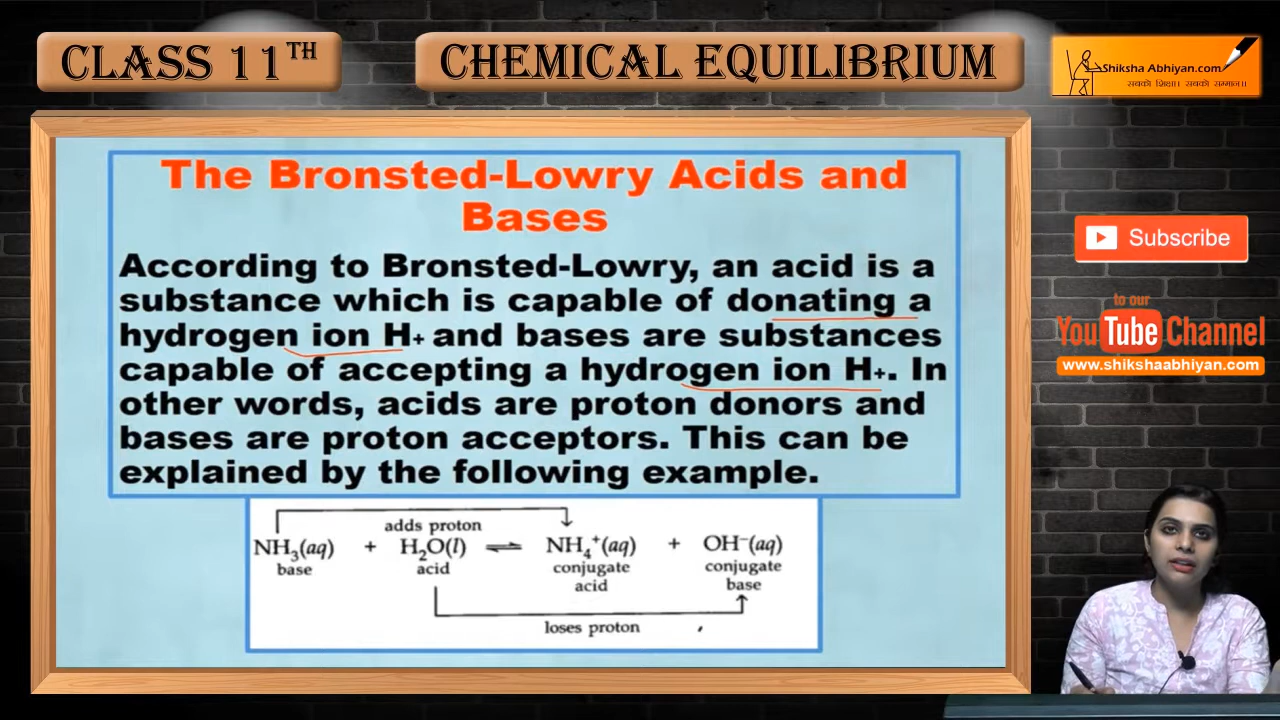 CLASS 11TH
CHEMICAL EQUILIBRIUM
Shiksha Abhiyan.com
सबको शिक्षा। सबको सम्मान।।
The Bronsted-Lowry Acids and
Bases
According to Bronsted-Lowry, an acid is a
substance which is capable of donating a
hydrogen ion H+ and bases are substances
capable of accepting a hydrogen ion H+. In
other words, acids are proton donors and
bases are proton acceptors. This can be
explained by the following example.
adds proton
NH₃(aq) + H₂O(l) ⇌ NH₄⁺(aq) + OH⁻(aq)
base acid conjugate conjugate
acid base
loses proton
Subscribe
to our
YouTube Channel
www.shikshaabhiyan.com